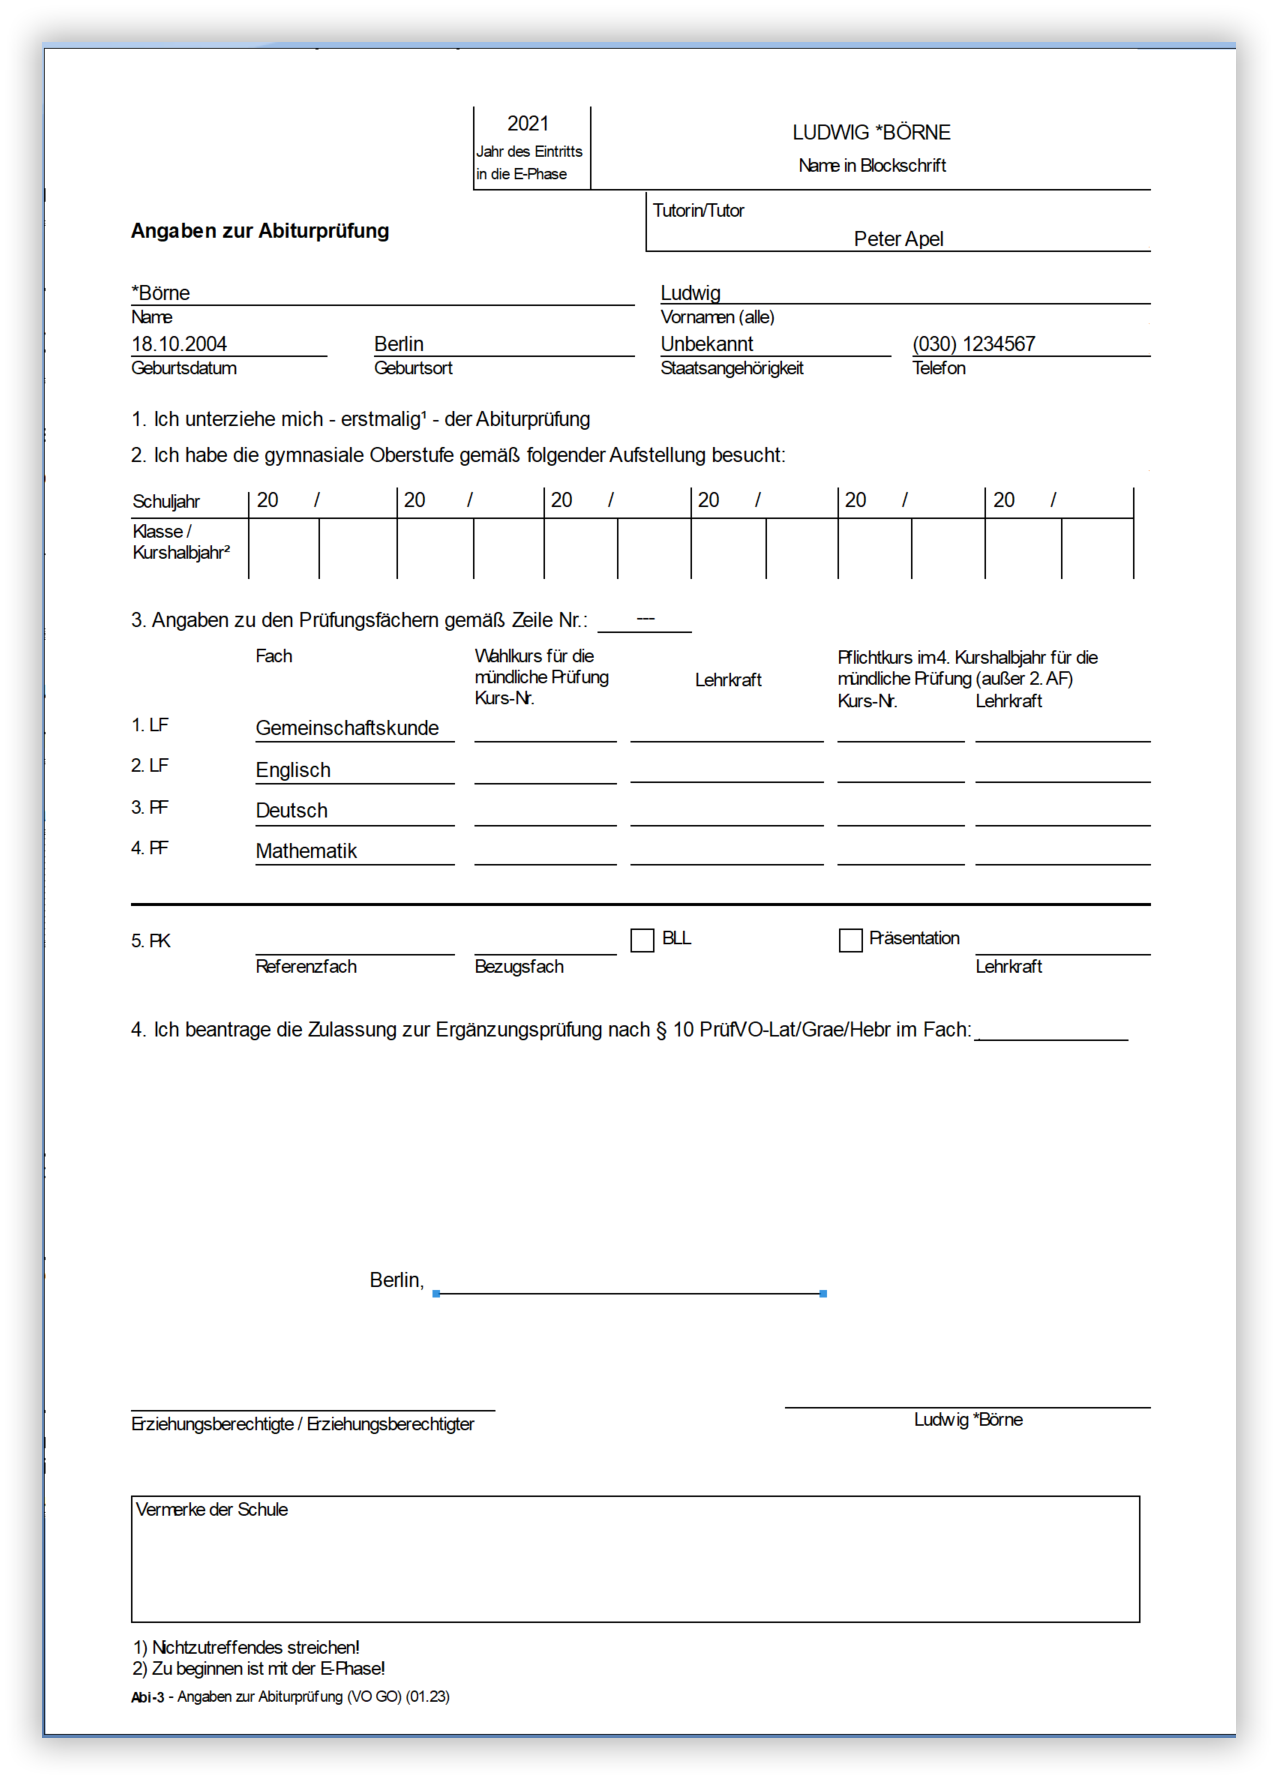 2021
Jahr des Eintritts
in die E-Phase
LUDWIG *BÖRNE
Name in Blockschrift
Angaben zur Abiturprüfung
Tutorin/Tutor
Peter Apel
*Börne Ludwig
Name Vornamen (alle)
18.10.2004 Berlin Unbekannt (030) 1234567
Geburtsdatum Geburtsort Staatsangehörigkeit Telefon
1. Ich unterziehe mich - erstmalig¹ - der Abiturprüfung
2. Ich habe die gymnasiale Oberstufe gemäß folgender Aufstellung besucht:
Schuljahr 20 / 20 / 20 / 20 / 20 / 20 /
Klasse /
Kurshalbjahr²
3. Angaben zu den Prüfungsfächern gemäß Zeile Nr.: ---
Fach
Wahlkurs für die
mündliche Prüfung
Kurs-Nr.
Lehrkraft
Pflichtkurs im 4. Kurshalbjahr für die
mündliche Prüfung (außer 2. AF)
Kurs-Nr. Lehrkraft
1. LF Gemeinschaftskunde
2. LF Englisch
3. PF Deutsch
4. PF Mathematik
5. PK BLL Präsentation
Referenzfach Bezugsfach Lehrkraft
4. Ich beantrage die Zulassung zur Ergänzungsprüfung nach § 10 PrüfVO-Lat/Grae/Hebr im Fach:
Berlin,
Erziehungsberechtigte / Erziehungsberechtigter Ludwig *Börne
Vermerke der Schule
1) Nichtzutreffendes streichen!
2) Zu beginnen ist mit der E-Phase!
Abi-3 - Angaben zur Abiturprüfung (VO GO) (01.23)